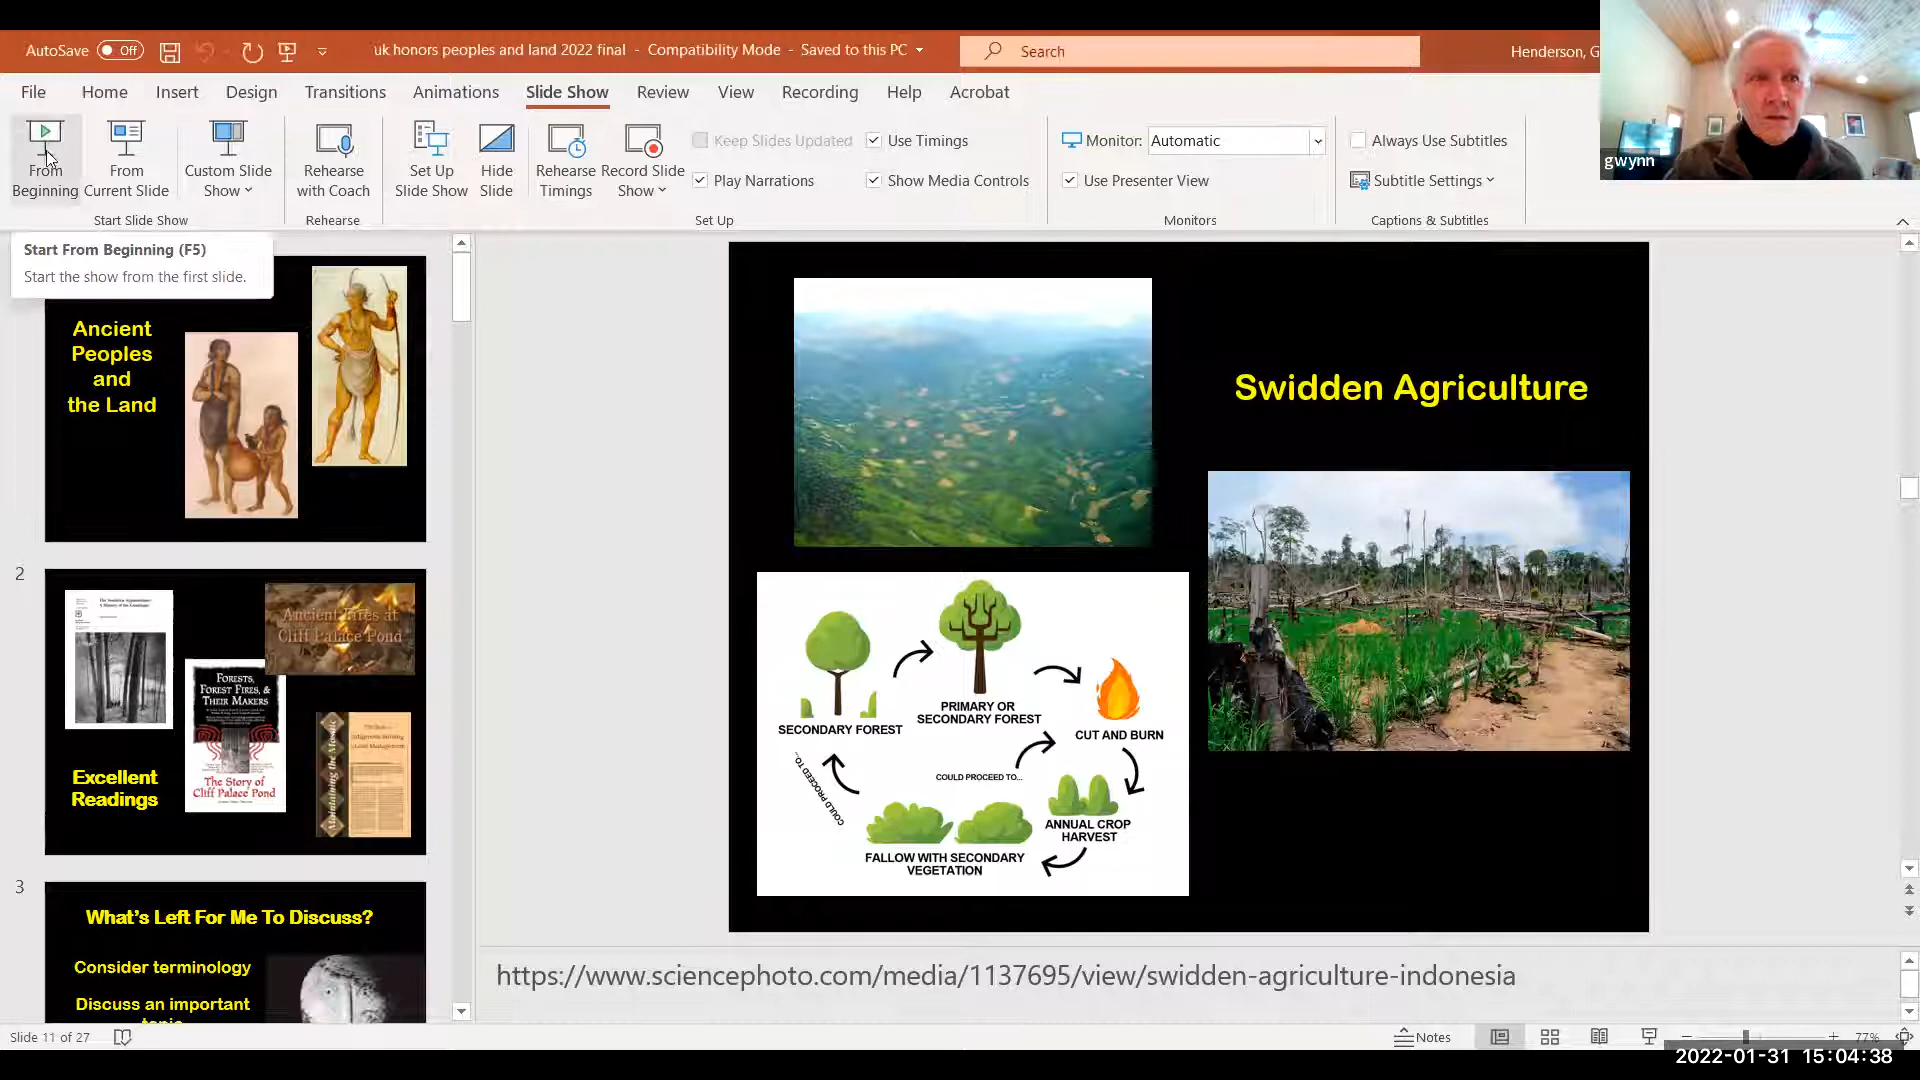 AutoSave Off
uk honors peoples and land 2022 final - Compatibility Mode - Saved to this PC
Search
Henderson, G
gwynn
File Home Insert Design Transitions Animations Slide Show Review View Recording Help Acrobat
From Beginning
From Current Slide
Custom Slide Show
Start Slide Show
Rehearse with Coach
Rehearse
Set Up Slide Show
Hide Slide
Rehearse Timings
Record Slide Show
Keep Slides Updated
Play Narrations
Use Timings
Show Media Controls
Set Up
Monitor: Automatic
Use Presenter View
Monitors
Always Use Subtitles
Subtitle Settings
Captions & Subtitles
Start From Beginning (F5)
Start the show from the first slide.
Ancient
Peoples
and
the Land
2
Ancient Fires at
Cliff Palace Pond
FORESTS,
FOREST FIRES, &
THEIR MAKERS
The Story of
Cliff Palace Pond
Maintaining the Mosaic
Excellent
Readings
3
What's Left For Me To Discuss?
Consider terminology
Discuss an important
topic
Swidden Agriculture
SECONDARY FOREST
PRIMARY OR
SECONDARY FOREST
CUT AND BURN
COULD PROCEED TO...
COULD PROCEED TO...
ANNUAL CROP
HARVEST
FALLOW WITH SECONDARY
VEGETATION
https://www.sciencephoto.com/media/1137695/view/swidden-agriculture-indonesia
Slide 11 of 27
Notes
77%
2022-01-31 15:04:38